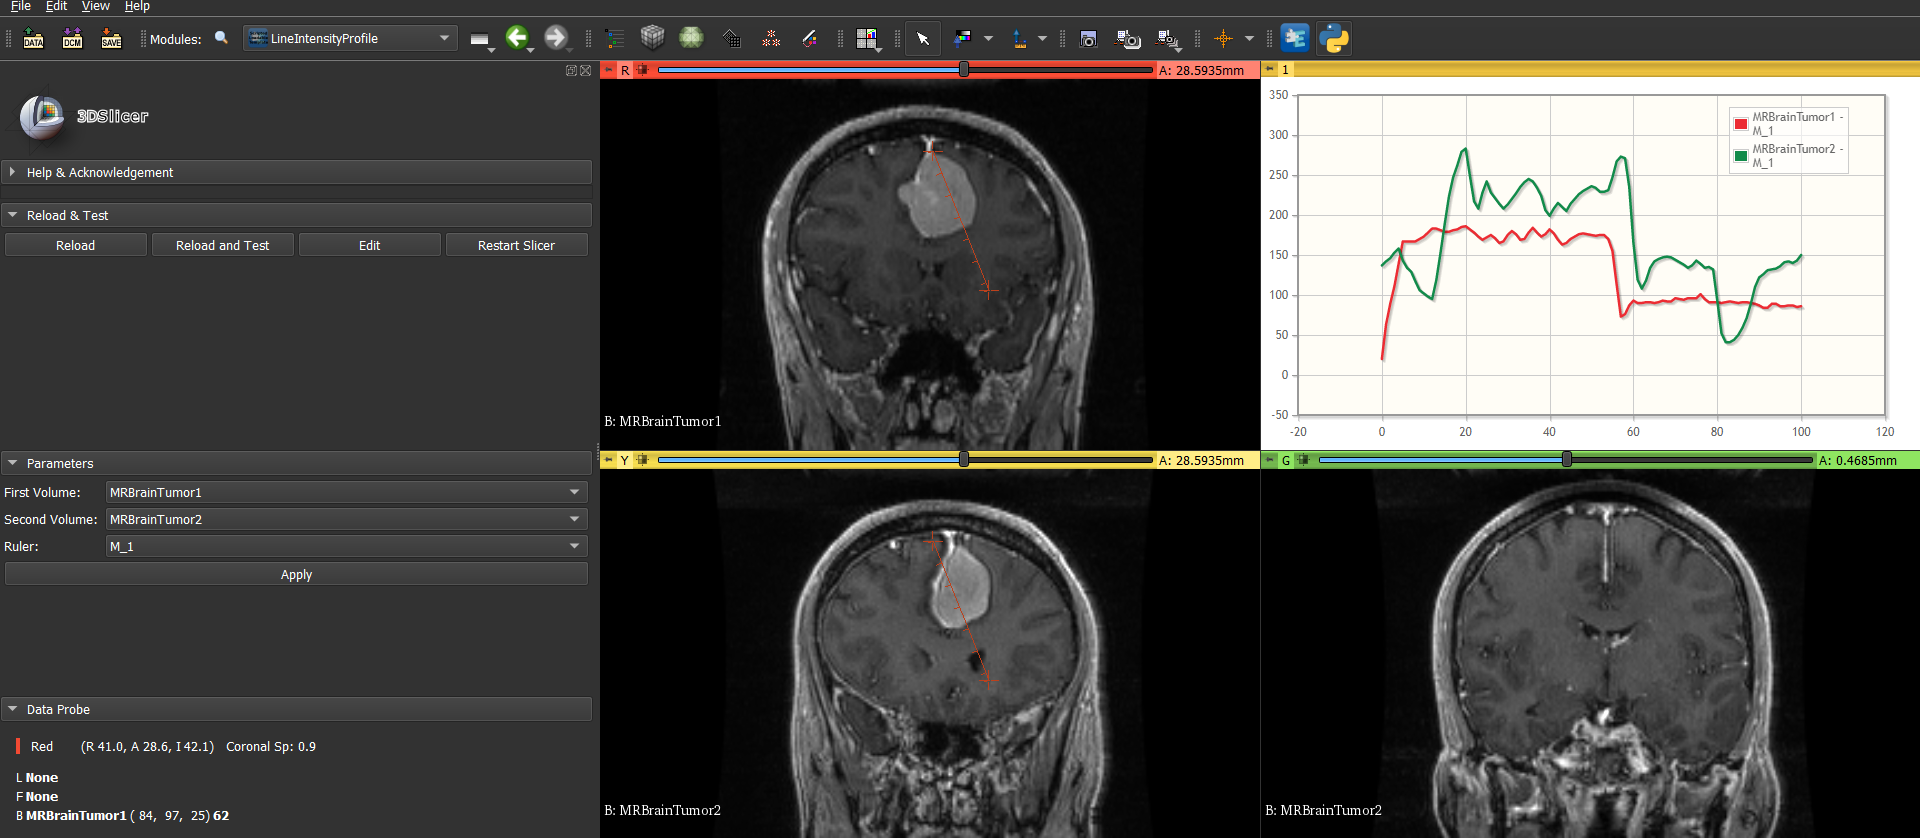 File Edit View Help
DATA DCM SAVE Modules: LineIntensityProfile
3DSlicer
Help & Acknowledgement
Reload & Test
Reload Reload and Test Edit Restart Slicer
Parameters
First Volume: MRBrainTumor1
Second Volume: MRBrainTumor2
Ruler: M_1
Apply
Data Probe
Red (R 41.0, A 28.6, I 42.1) Coronal Sp: 0.9
L None
F None
B MRBrainTumor1 ( 84, 97, 25) 62
R A: 28.5935mm
B: MRBrainTumor1
1
350
300
250
200
150
100
50
0
-50
-20 0 20 40 60 80 100 120
MRBrainTumor1 -
M_1
MRBrainTumor2 -
M_1
Y A: 28.5935mm
B: MRBrainTumor2
G A: 0.4685mm
B: MRBrainTumor2